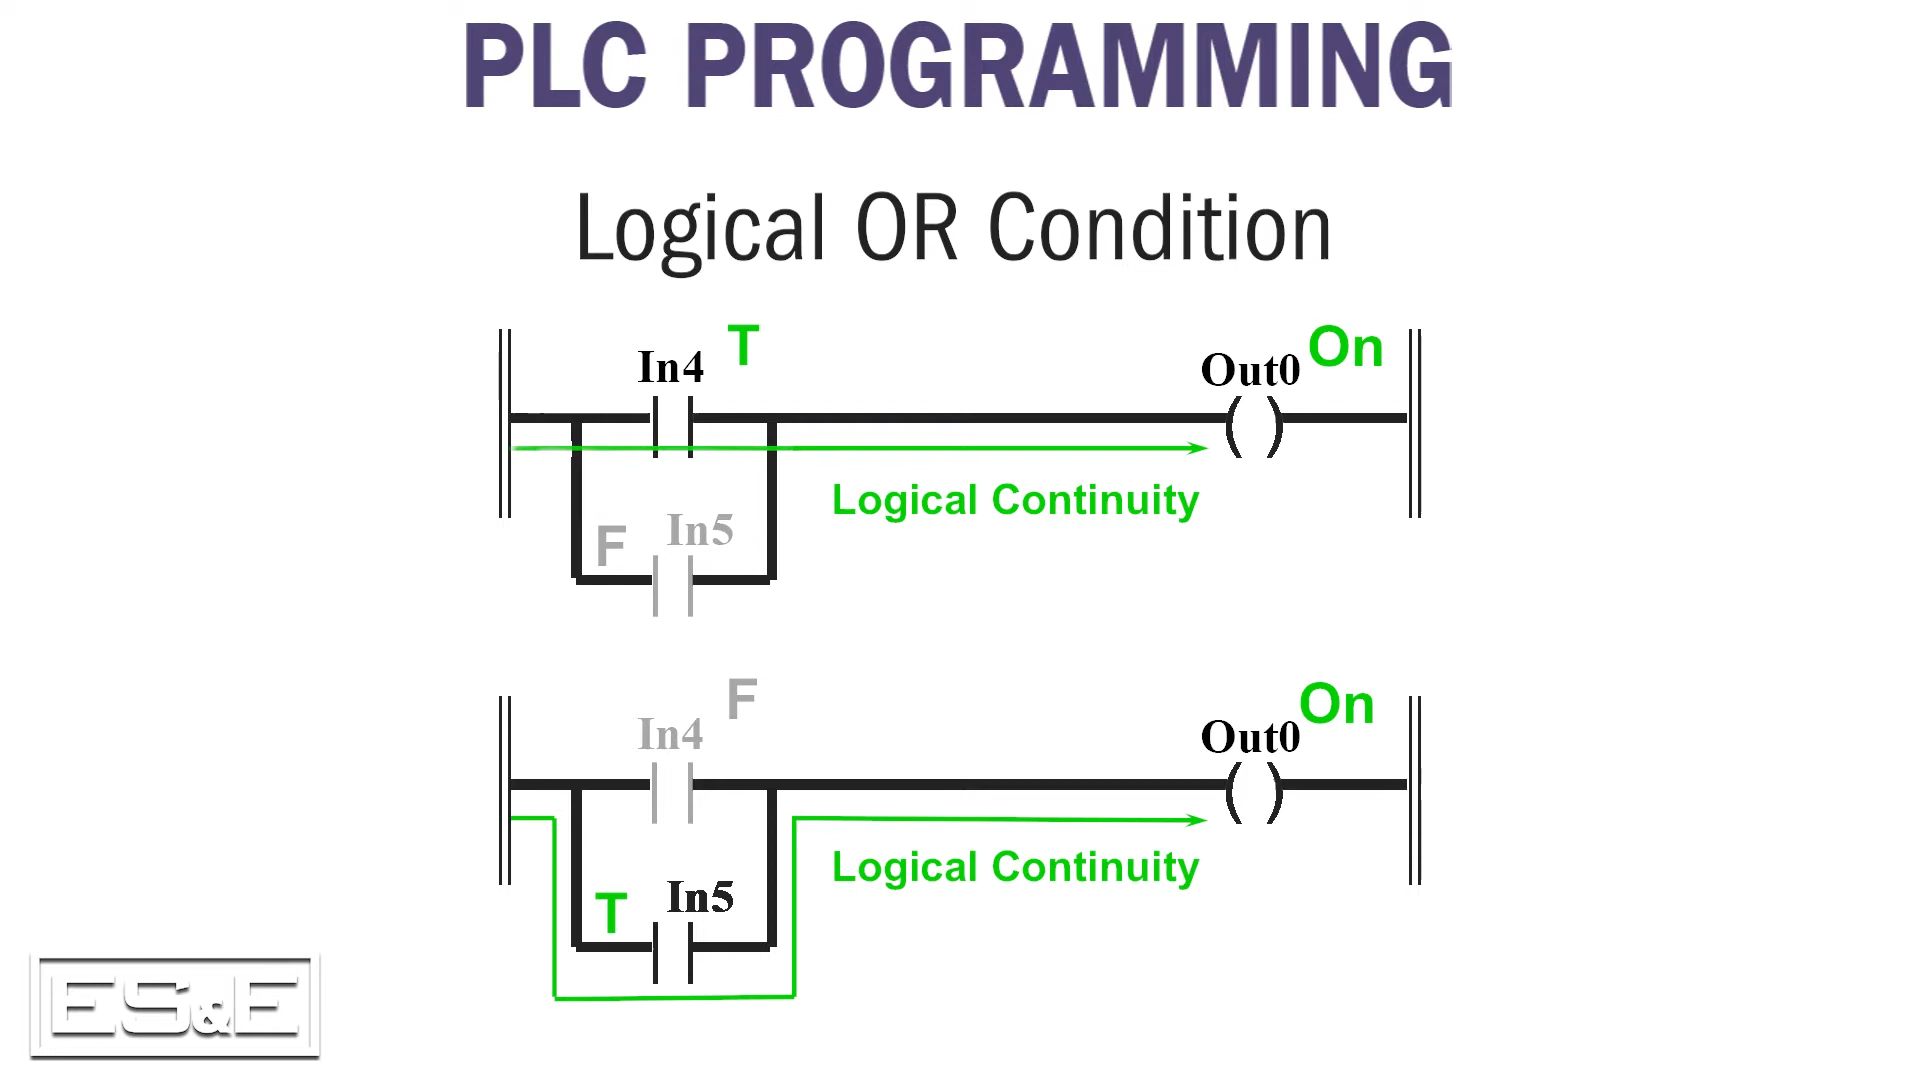 PLC PROGRAMMING
Logical OR Condition
In4 T
Out0 On
Logical Continuity
F In5
In4 F
Out0 On
Logical Continuity
T In5
ES&E